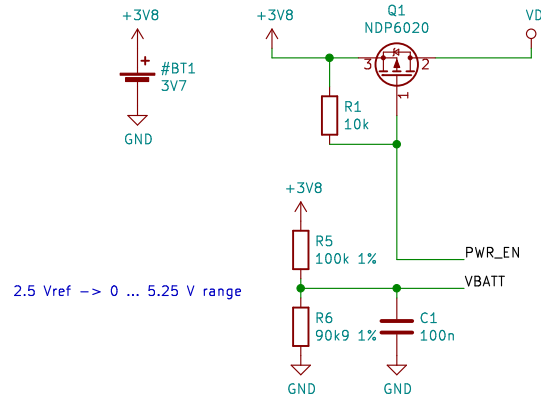 +3V8
+3V8
Q1
NDP6020
VD
+
#BT1
3V7
GND
3
2
1
R1
10k
+3V8
R5
100k 1%
PWR_EN
VBATT
2.5 Vref -> 0 ... 5.25 V range
R6
90k9 1%
C1
100n
GND
GND